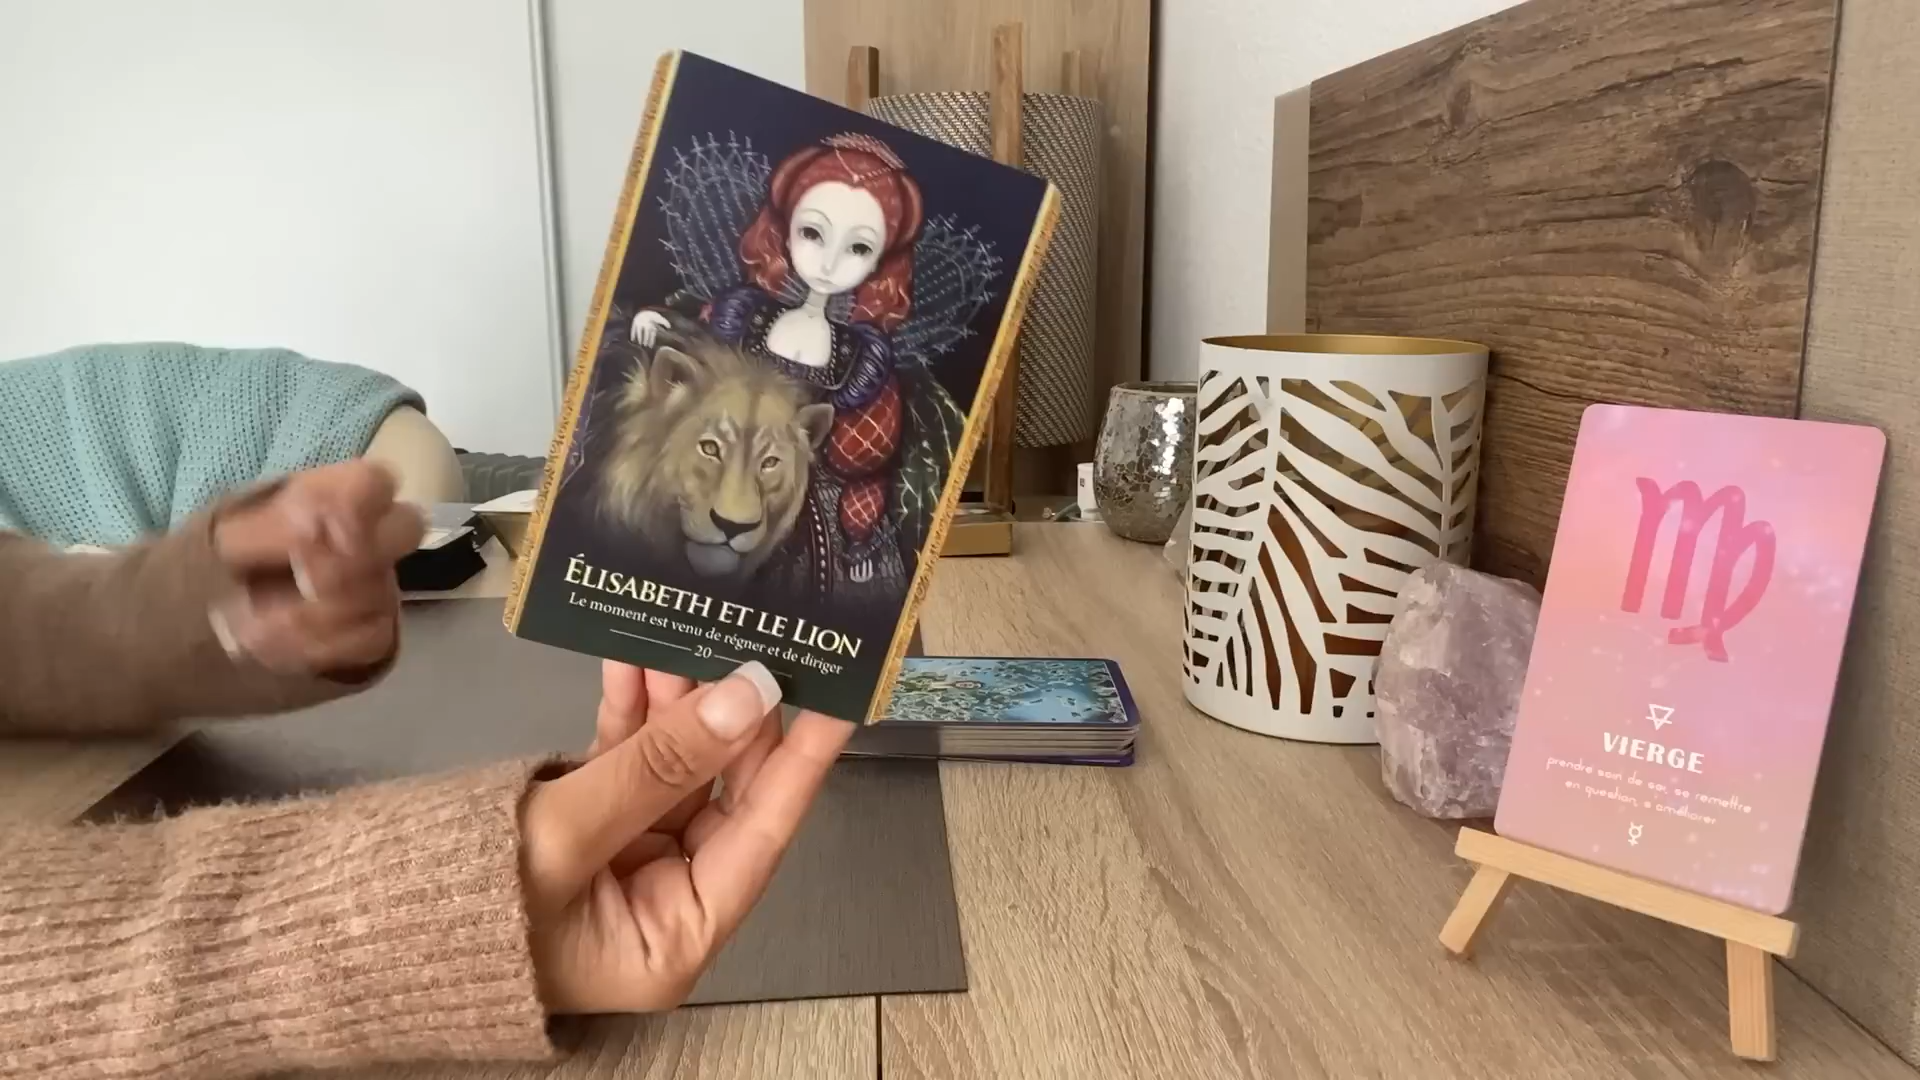 ÉLISABETH ET LE LION
Le moment est venu de régner et de diriger
20
VIERGE
prendre soin de soi, se remettre
en question, s'améliorer